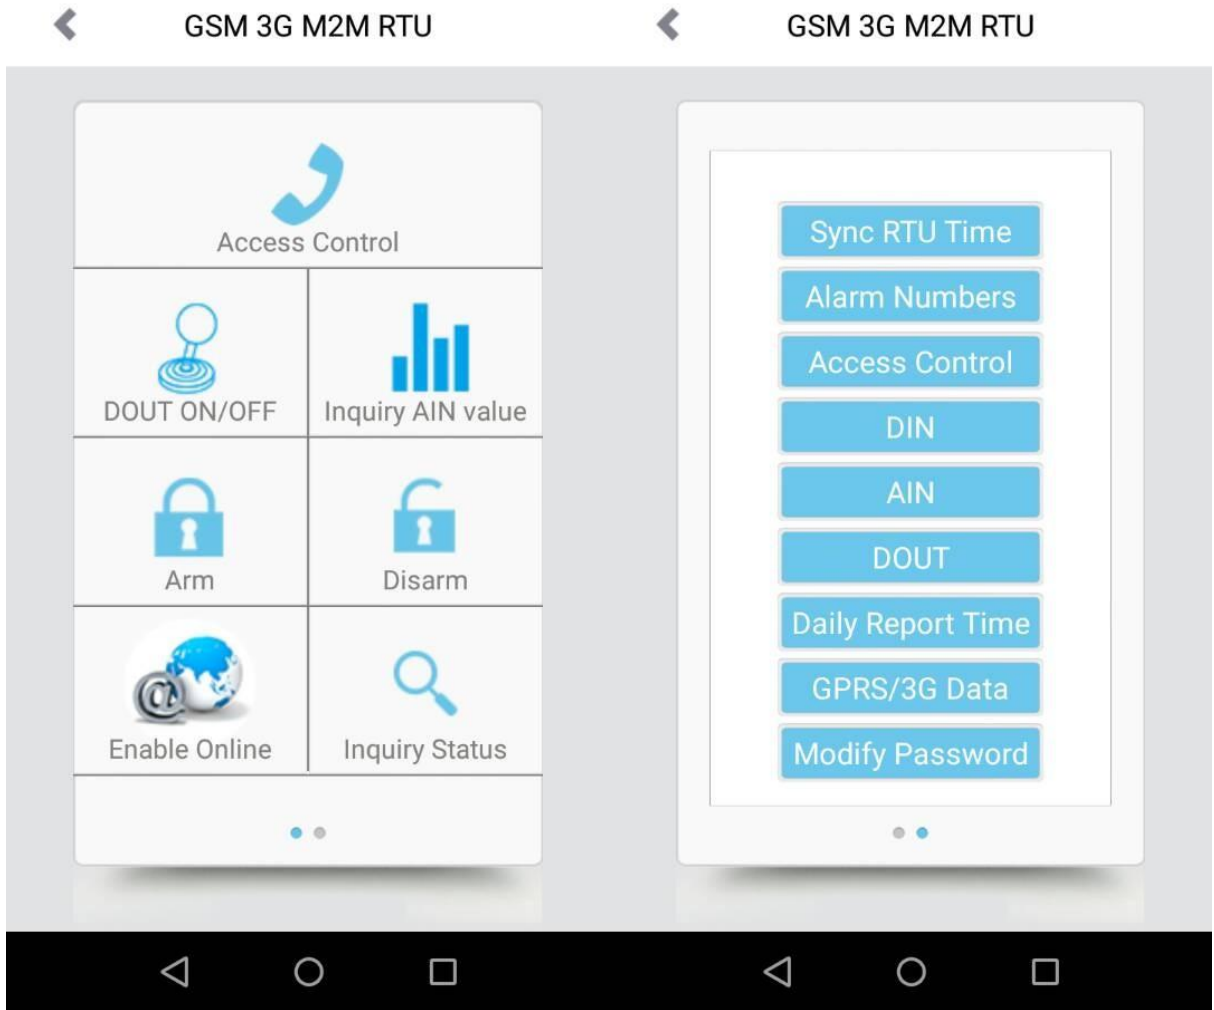 GSM 3G M2M RTU
Access Control
DOUT ON/OFF
Inquiry AIN value
Arm
Disarm
@
Enable Online
Inquiry Status
GSM 3G M2M RTU
Sync RTU Time
Alarm Numbers
Access Control
DIN
AIN
DOUT
Daily Report Time
GPRS/3G Data
Modify Password